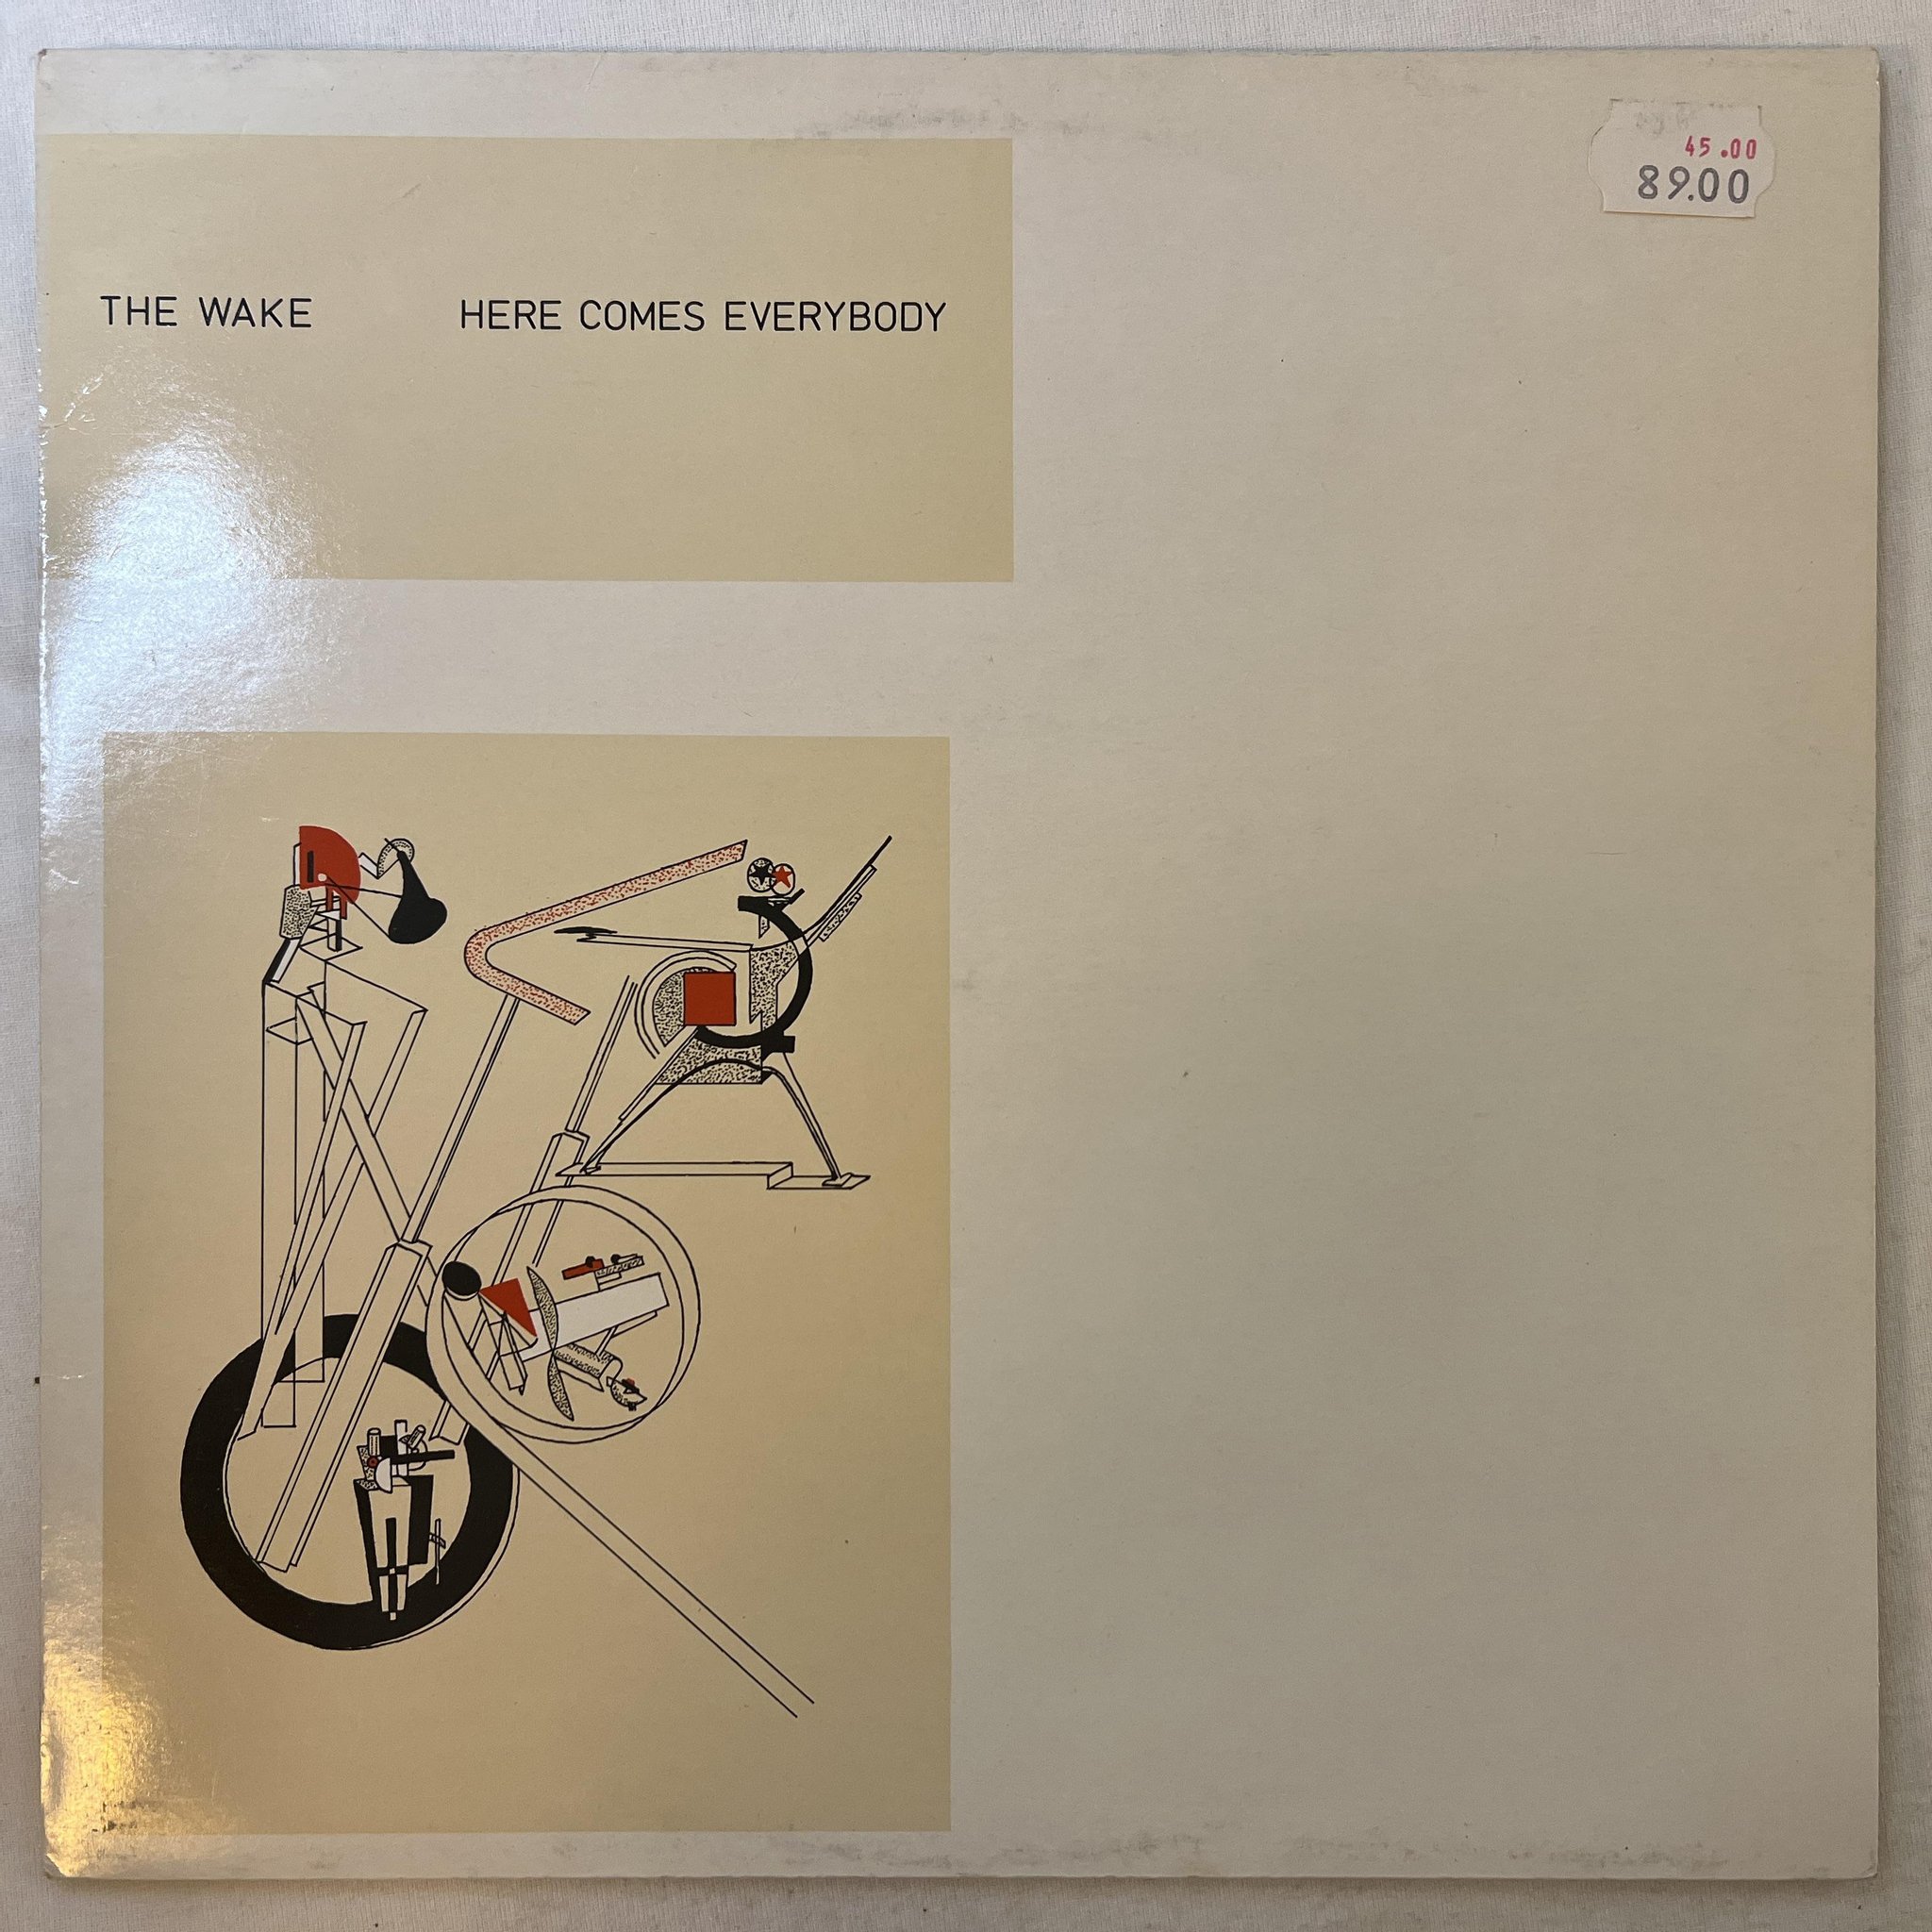 THE WAKE HERE COMES EVERYBODY
45.00
89.00